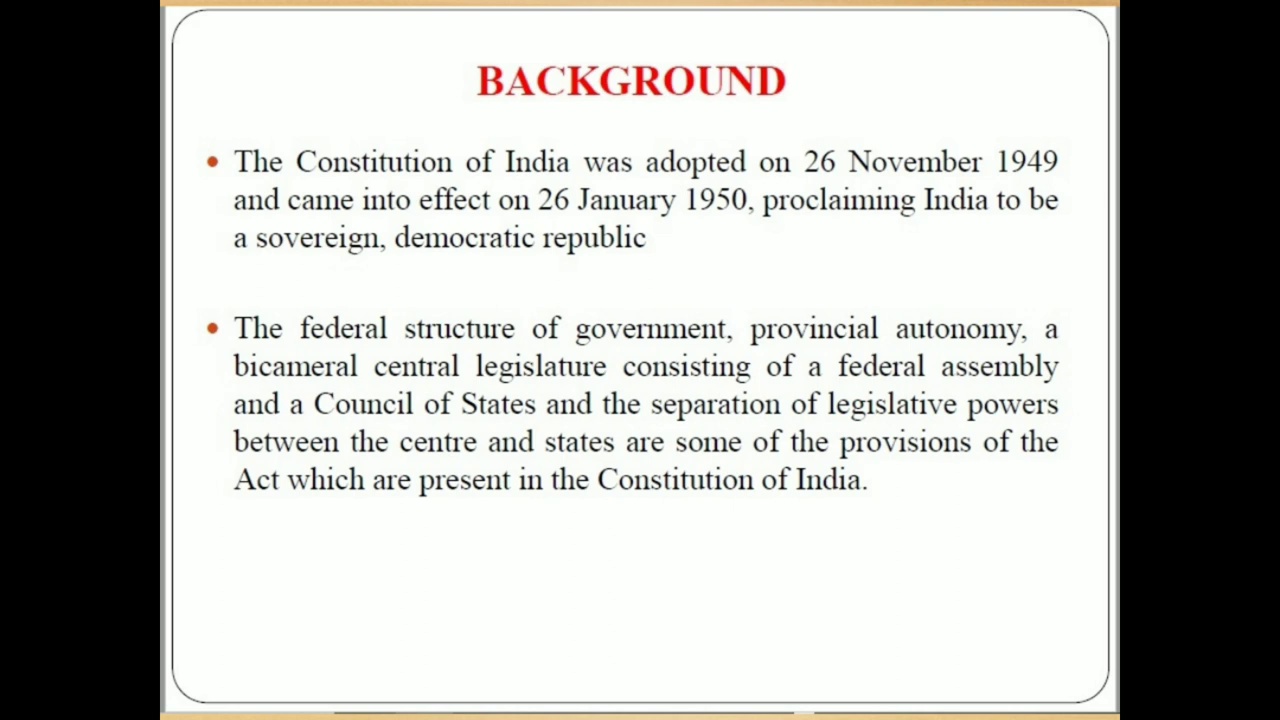 BACKGROUND
• The Constitution of India was adopted on 26 November 1949
and came into effect on 26 January 1950, proclaiming India to be
a sovereign, democratic republic
• The federal structure of government, provincial autonomy, a
bicameral central legislature consisting of a federal assembly
and a Council of States and the separation of legislative powers
between the centre and states are some of the provisions of the
Act which are present in the Constitution of India.